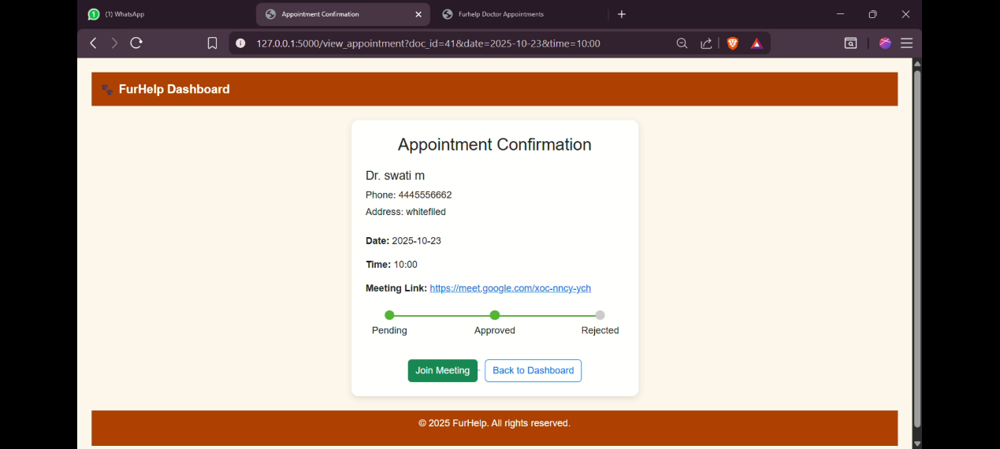 (1) WhatsApp
Appointment Confirmation
Furhelp Doctor Appointments
127.0.0.1:5000/view_appointment?doc_id=41&date=2025-10-23&time=10:00
FurHelp Dashboard
Appointment Confirmation
Dr. swati m
Phone: 4445556662
Address: whitefiled
Date: 2025-10-23
Time: 10:00
Meeting Link: https://meet.google.com/xoc-nncy-ych
Pending Approved Rejected
Join Meeting Back to Dashboard
© 2025 FurHelp. All rights reserved.